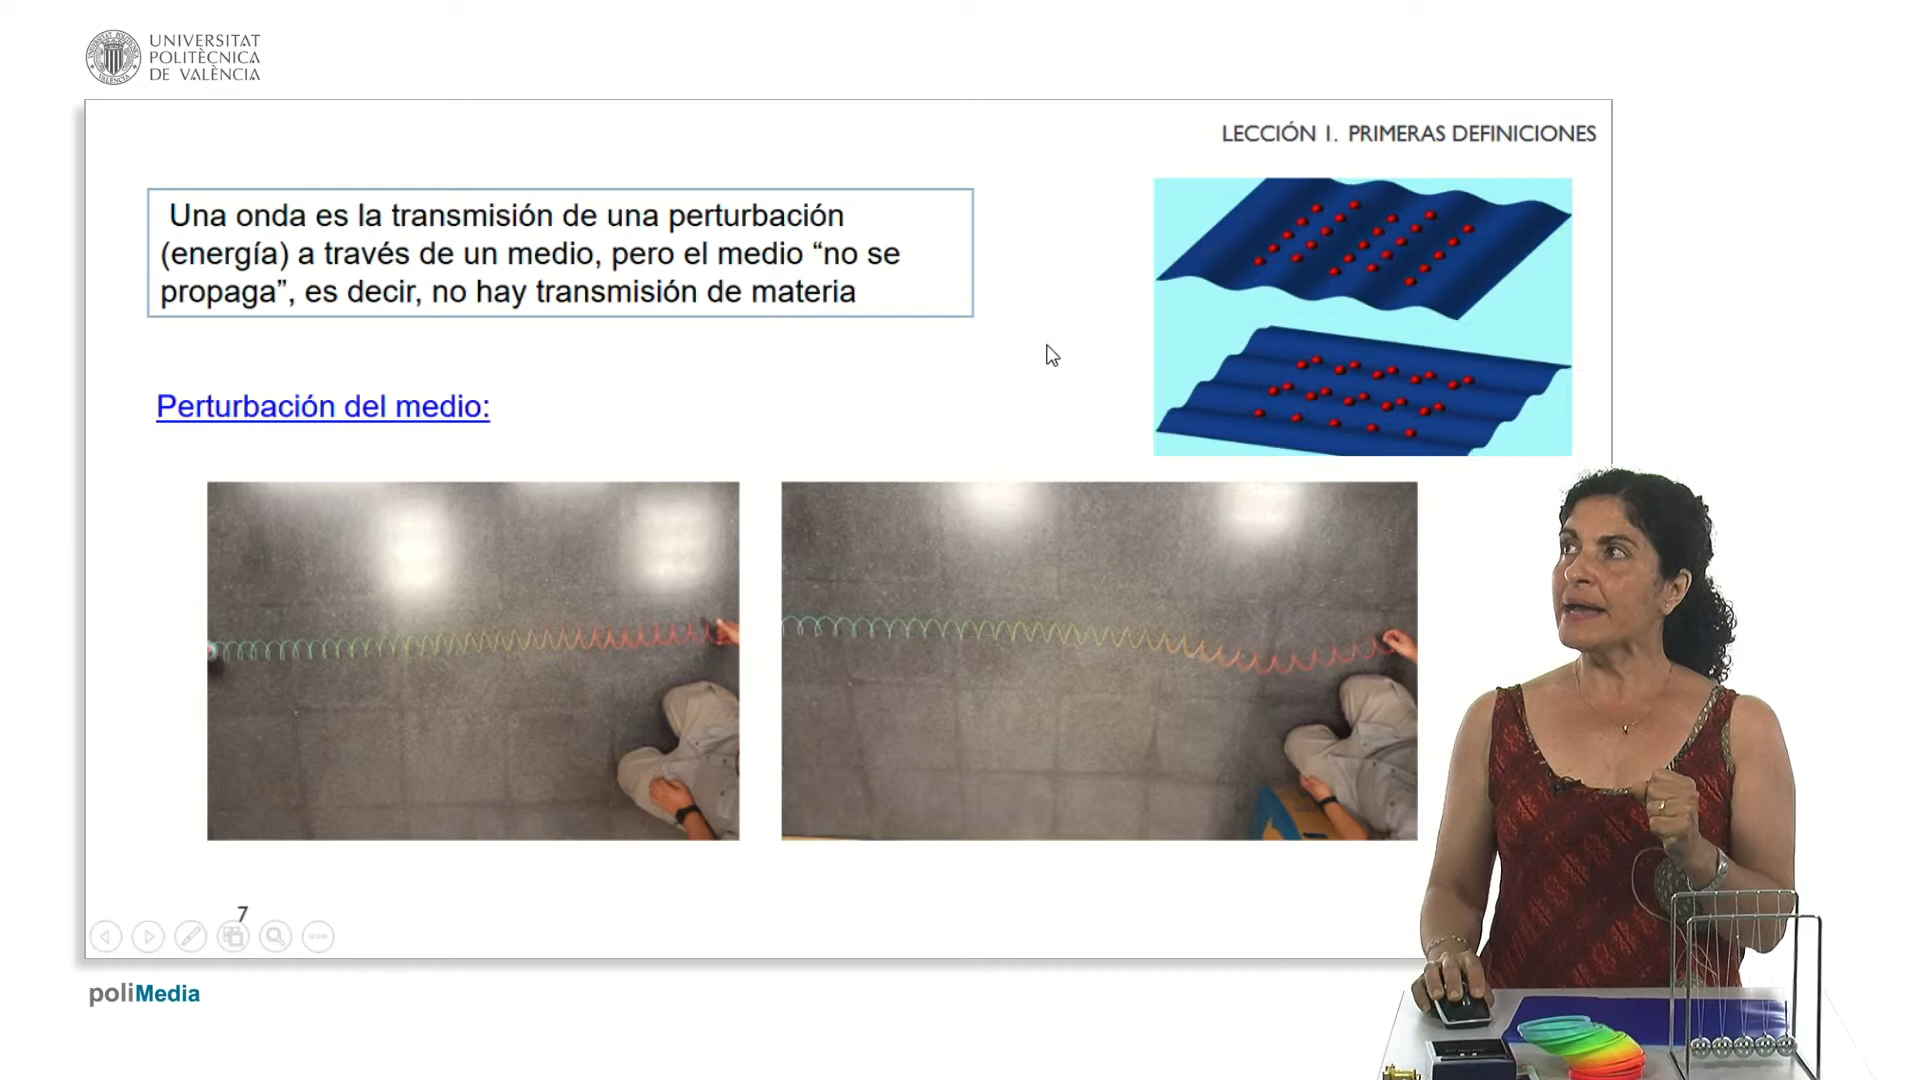 UNIVERSITAT
POLITÈCNICA
DE VALÈNCIA
LECCIÓN 1. PRIMERAS DEFINICIONES
Una onda es la transmisión de una perturbación
(energía) a través de un medio, pero el medio “no se
propaga”, es decir, no hay transmisión de materia
Perturbación del medio:
7
poliMedia